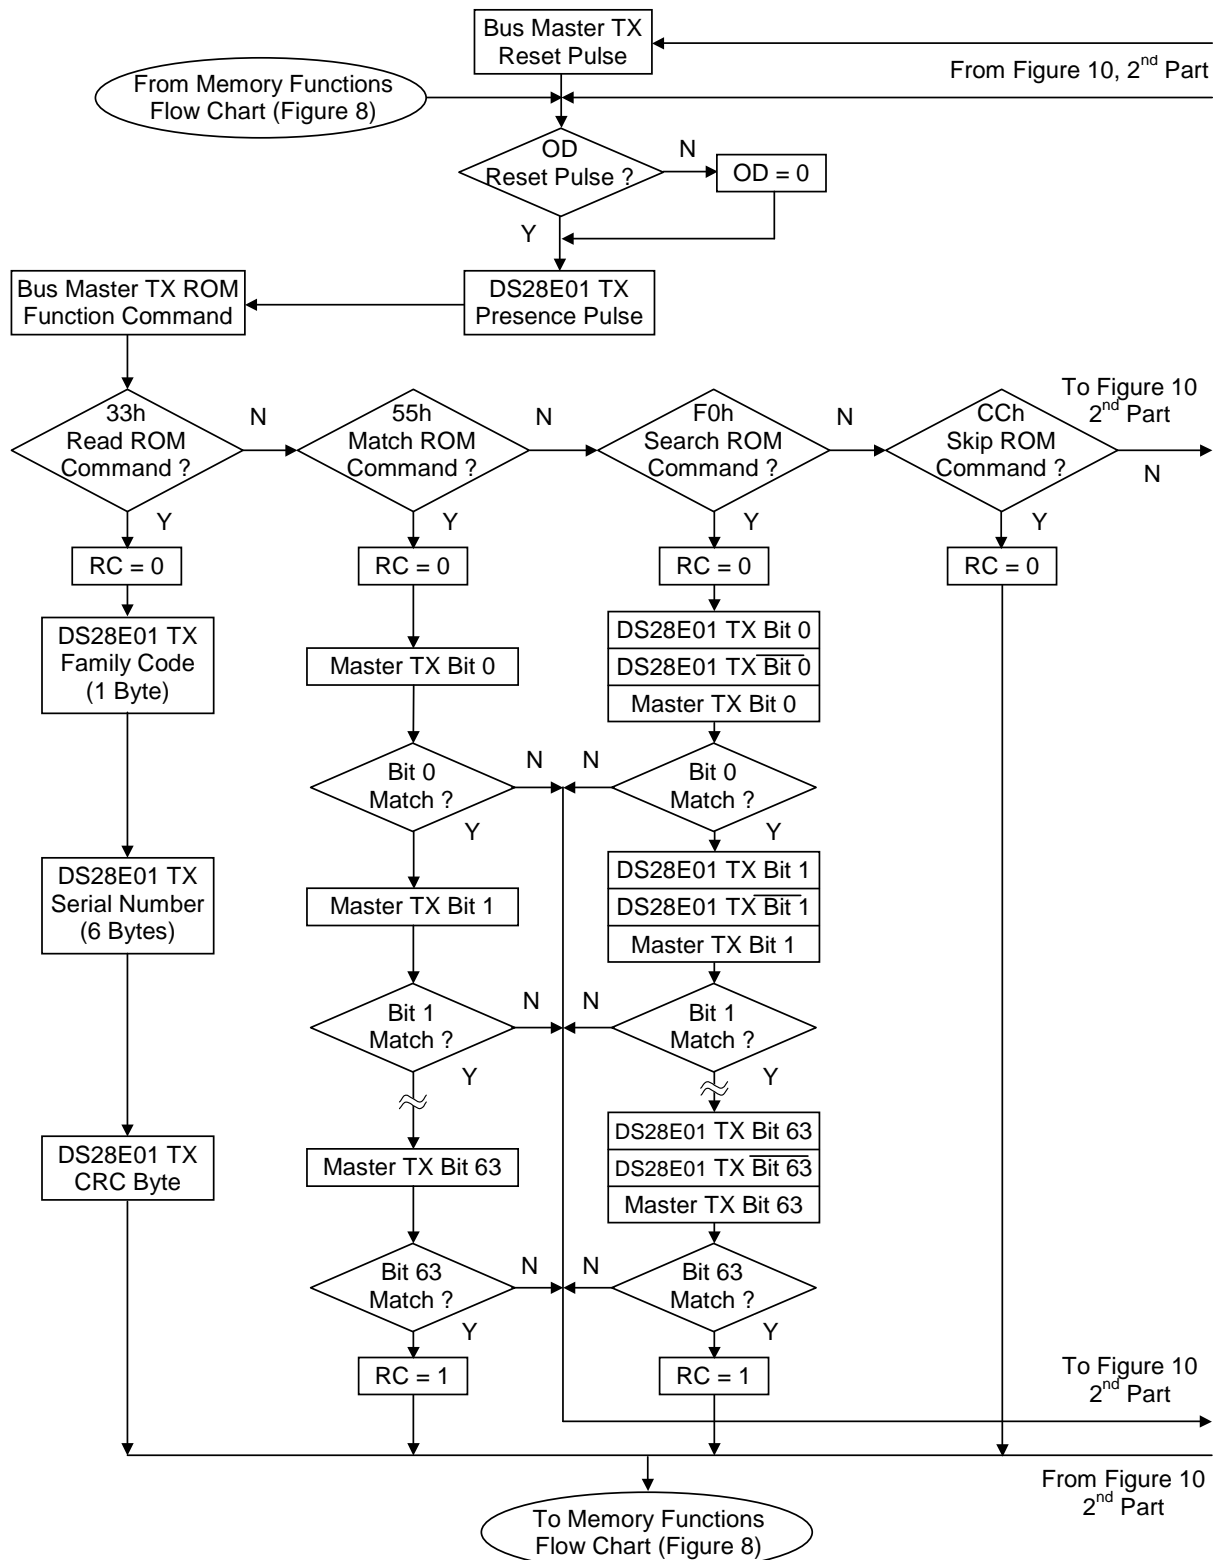 Bus Master TX
Reset Pulse
From Figure 10, 2nd Part
From Memory Functions
Flow Chart (Figure 8)
OD
Reset Pulse ?
N
OD = 0
Y
Bus Master TX ROM
Function Command
DS28E01 TX
Presence Pulse
33h
Read ROM
Command ?
N
55h
Match ROM
Command ?
N
F0h
Search ROM
Command ?
N
CCh
Skip ROM
Command ?
To Figure 10
2nd Part
N
Y
Y
Y
Y
RC = 0
RC = 0
RC = 0
RC = 0
DS28E01 TX
Family Code
(1 Byte)
Master TX Bit 0
DS28E01 TX Bit 0
DS28E01 TX B̅i̅t̅ ̅0̅
Master TX Bit 0
Bit 0
Match ?
N
N
Bit 0
Match ?
Y
Y
DS28E01 TX
Serial Number
(6 Bytes)
Master TX Bit 1
DS28E01 TX Bit 1
DS28E01 TX B̅i̅t̅ ̅1̅
Master TX Bit 1
Bit 1
Match ?
N
N
Bit 1
Match ?
Y
Y
DS28E01 TX
CRC Byte
Master TX Bit 63
DS28E01 TX Bit 63
DS28E01 TX B̅i̅t̅ ̅6̅3̅
Master TX Bit 63
Bit 63
Match ?
N
N
Bit 63
Match ?
Y
Y
RC = 1
RC = 1
To Figure 10
2nd Part
From Figure 10
2nd Part
To Memory Functions
Flow Chart (Figure 8)